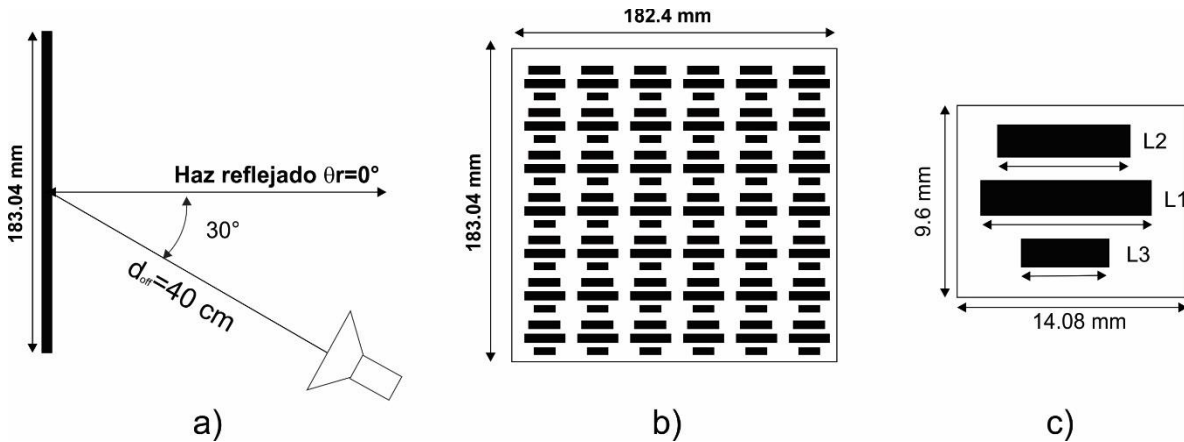 183.04 mm
Haz reflejado θr=0°
30°
doff=40 cm
a)
182.4 mm
183.04 mm
b)
9.6 mm
L2
L1
L3
14.08 mm
c)